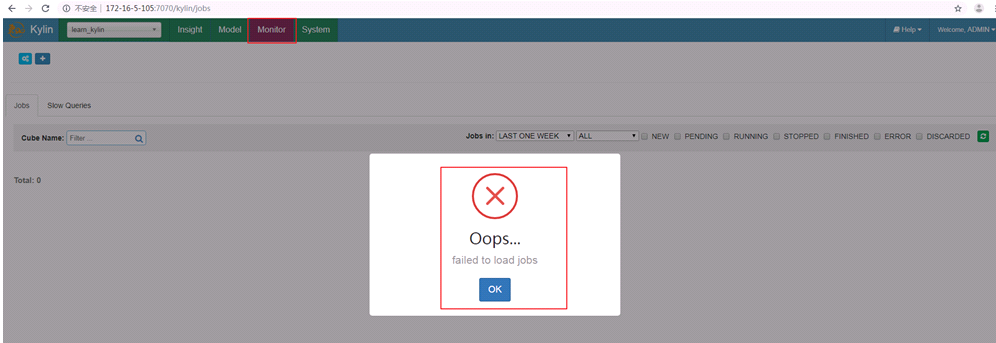 不安全 | 172-16-5-105:7070/kylin/jobs
Kylin learn_kylin Insight Model Monitor System Help Welcome, ADMIN
Jobs Slow Queries
Cube Name: Filter ... Jobs in: LAST ONE WEEK ALL NEW PENDING RUNNING STOPPED FINISHED ERROR DISCARDED
Total: 0
Oops...
failed to load jobs
OK